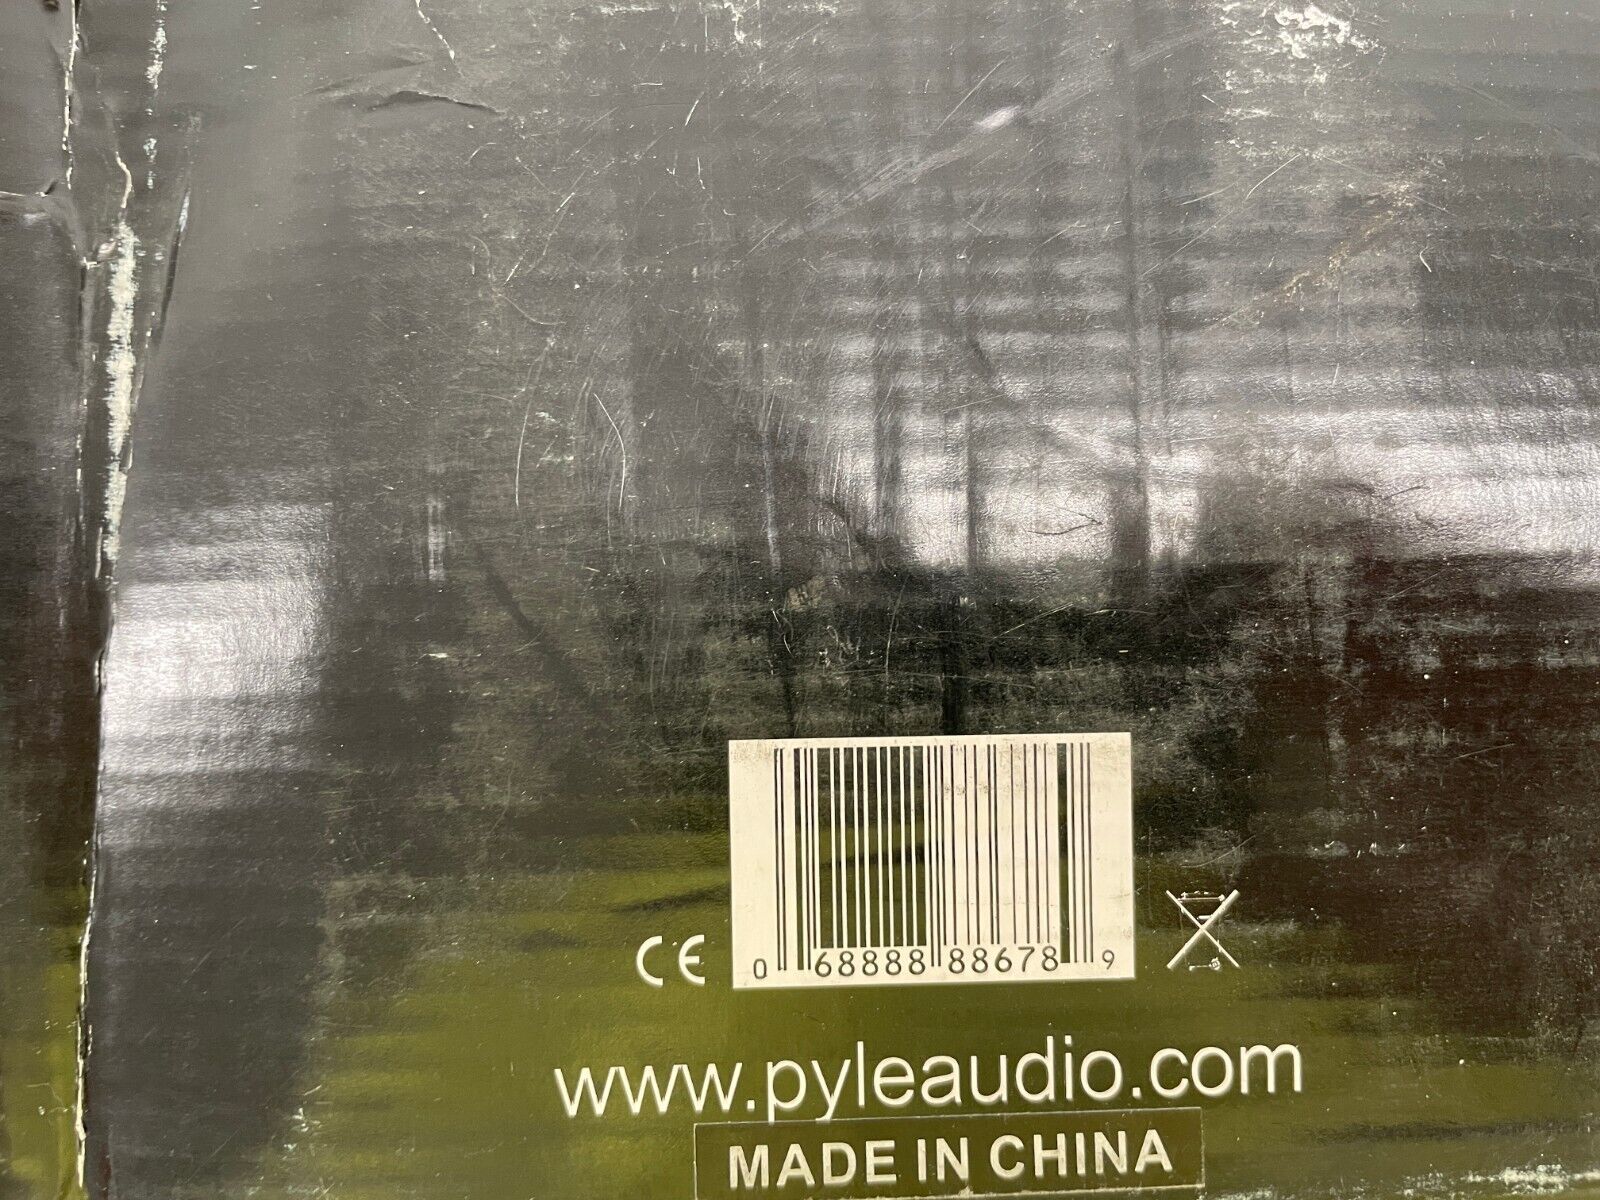 CE
0 68888 88678 9
www.pyleaudio.com
MADE IN CHINA